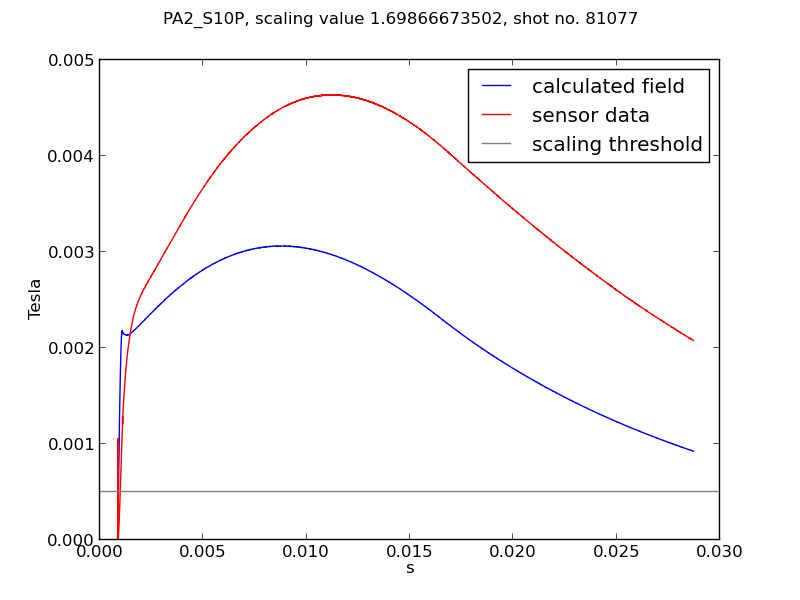 PA2_S10P, scaling value 1.69866673502, shot no. 81077
0.005
calculated field
sensor data
scaling threshold
0.004
0.003
Tesla
0.002
0.001
0.000
0.000 0.005 0.010 0.015 0.020 0.025 0.030
s